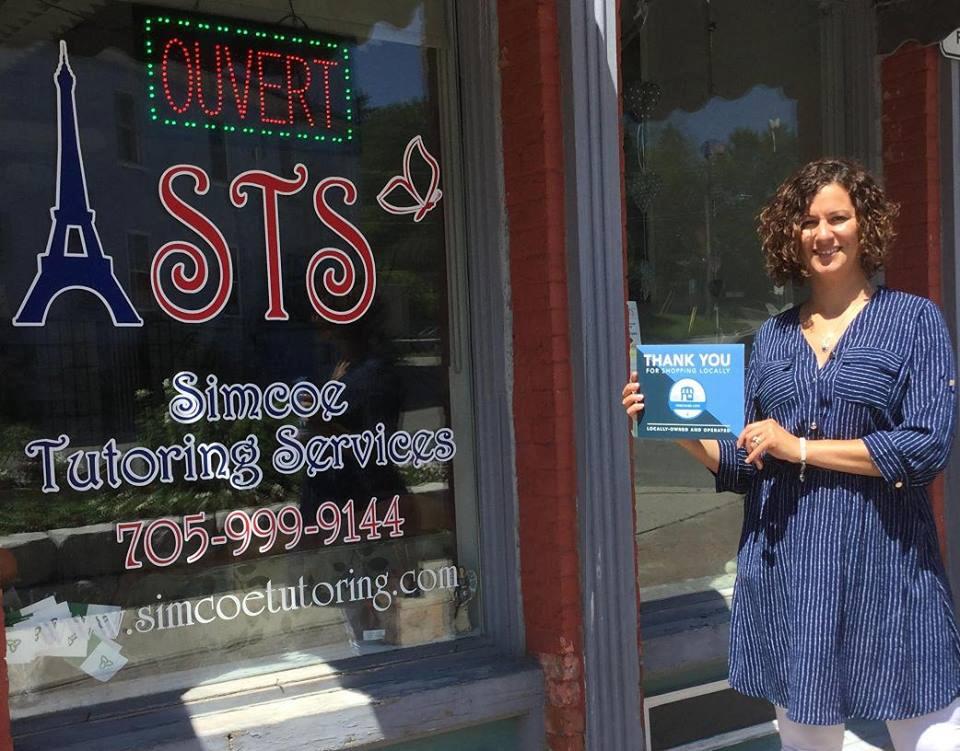 OUVERT
STS
Simcoe
Tutoring Services
705-999-9144
www.simcoetutoring.com
THANK YOU
FOR SHOPPING LOCALLY
LOCALLY-OWNED AND OPERATED